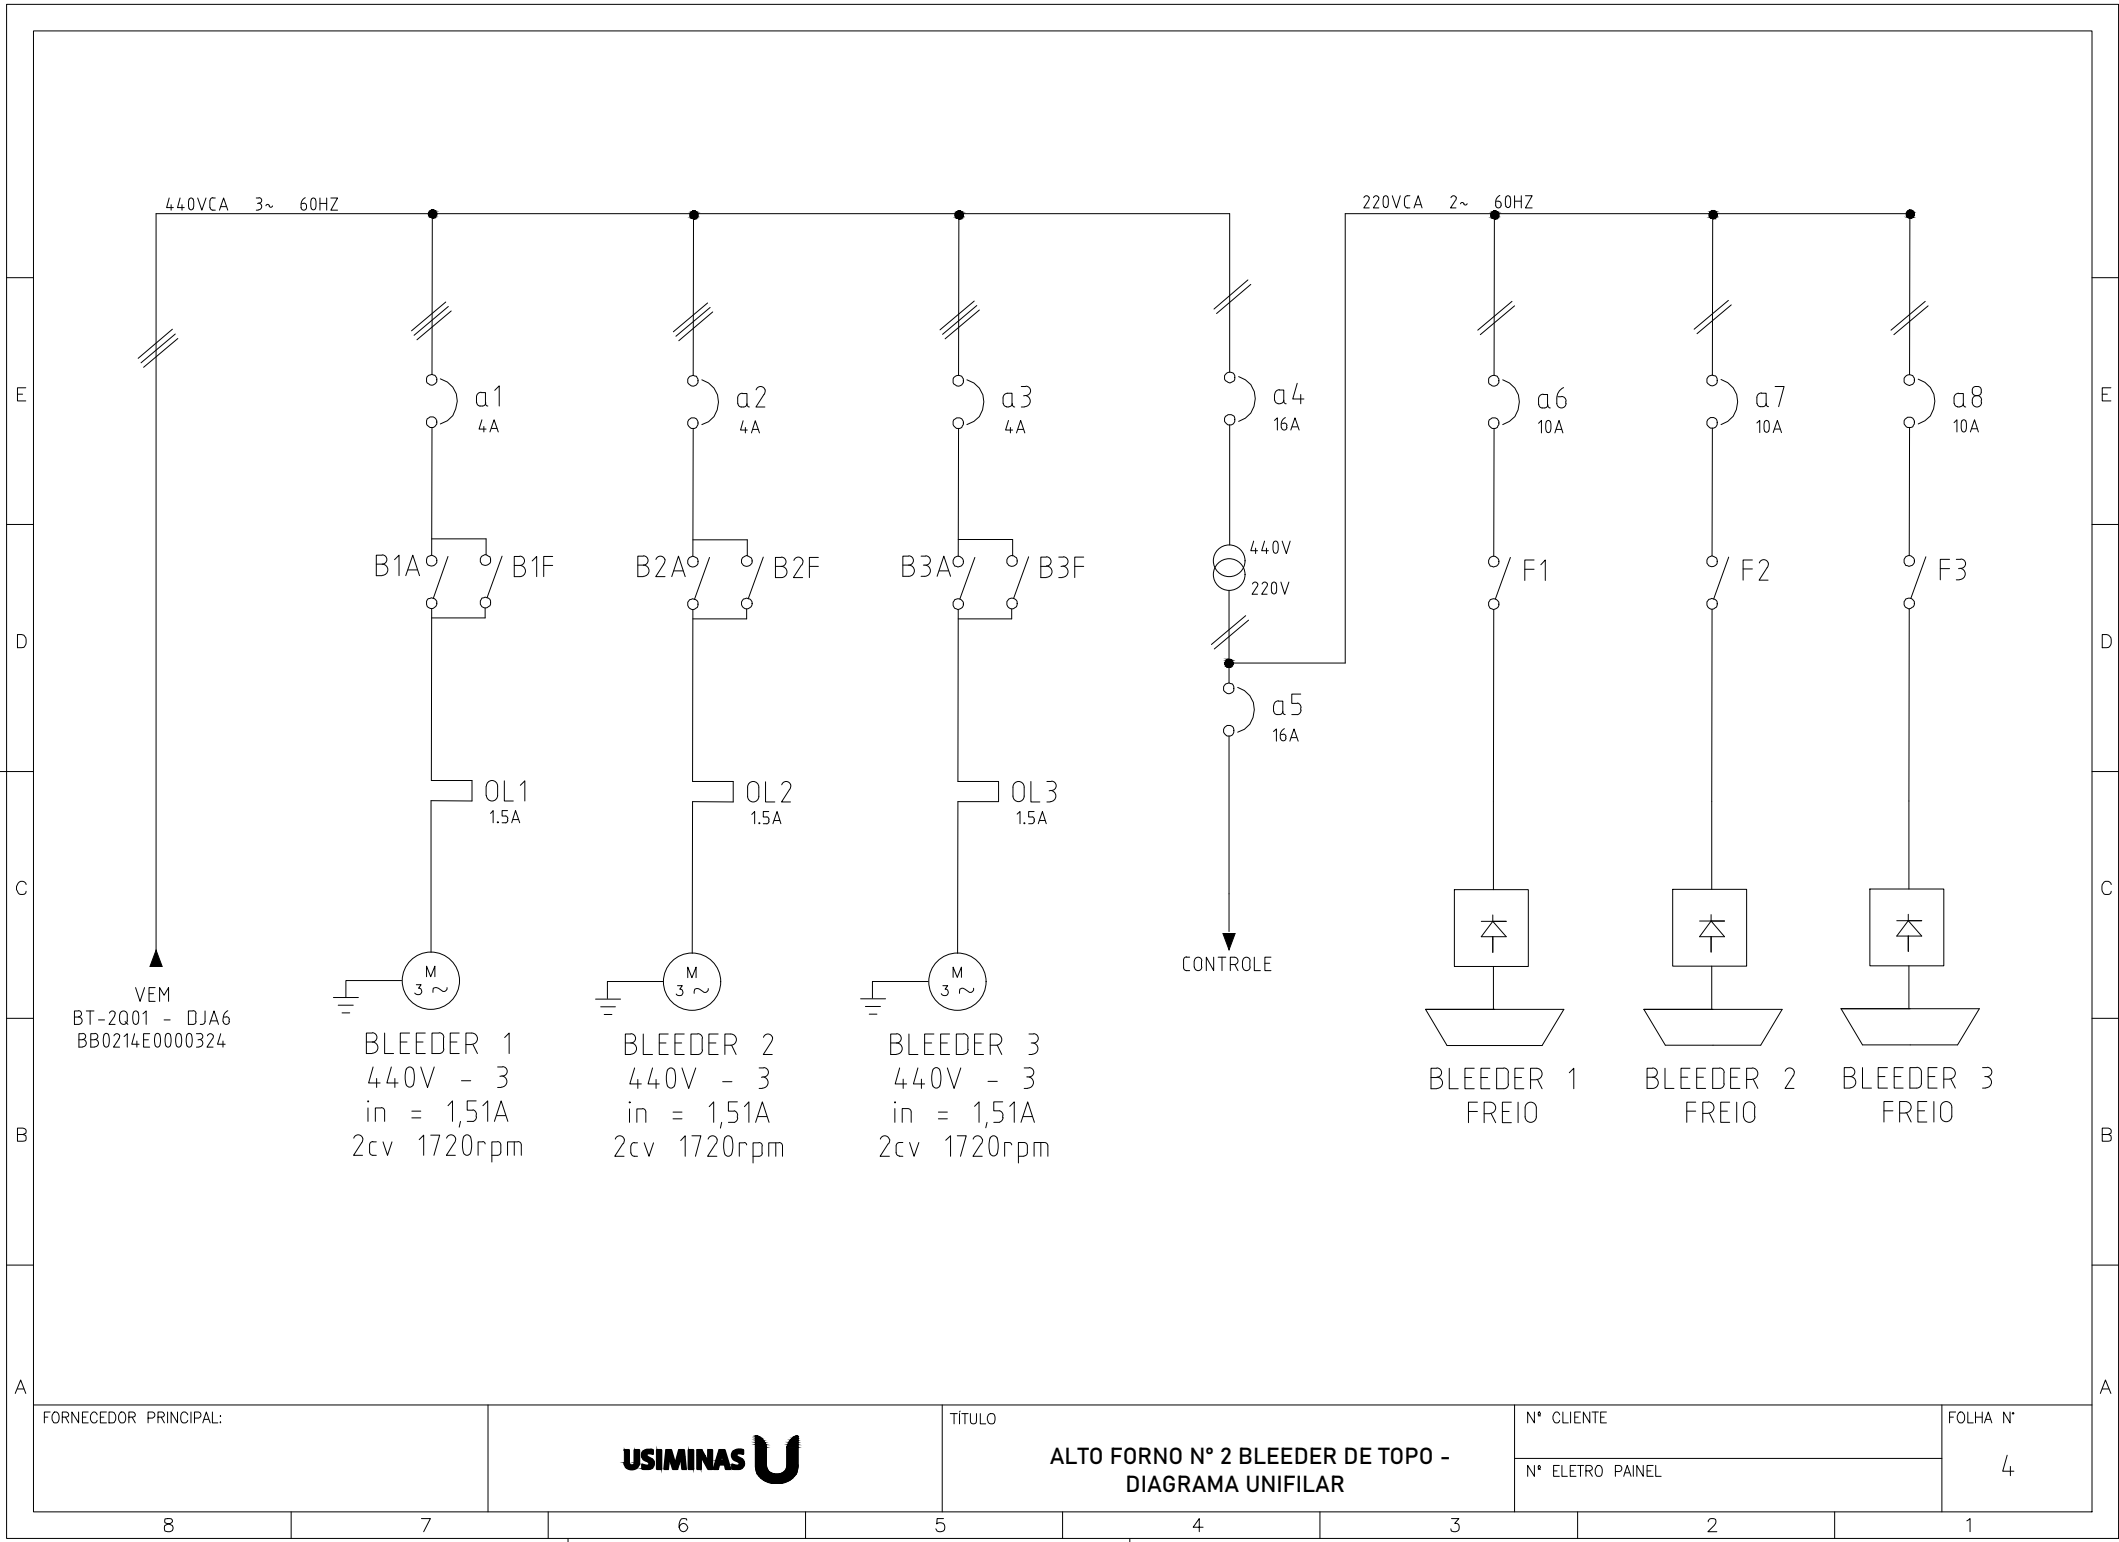 440VCA 3~ 60HZ
220VCA 2~ 60HZ
E
a1
4A
a2
4A
a3
4A
a4
16A
a6
10A
a7
10A
a8
10A
E
B1A
B1F
B2A
B2F
B3A
B3F
440V
220V
F1
F2
F3
D
D
a5
16A
OL1
1.5A
OL2
1.5A
OL3
1.5A
C
C
CONTROLE
M
3 ~
M
3 ~
M
3 ~
VEM
BT-2Q01 - DJA6
BB0214E0000324
BLEEDER 1
440V - 3
in = 1,51A
2cv 1720rpm
BLEEDER 2
440V - 3
in = 1,51A
2cv 1720rpm
BLEEDER 3
440V - 3
in = 1,51A
2cv 1720rpm
BLEEDER 1
FREIO
BLEEDER 2
FREIO
BLEEDER 3
FREIO
B
B
A
A
FORNECEDOR PRINCIPAL:
USIMINAS
TÍTULO
ALTO FORNO Nº 2 BLEEDER DE TOPO -
DIAGRAMA UNIFILAR
Nº CLIENTE
Nº ELETRO PAINEL
FOLHA Nº
4
8 7 6 5 4 3 2 1